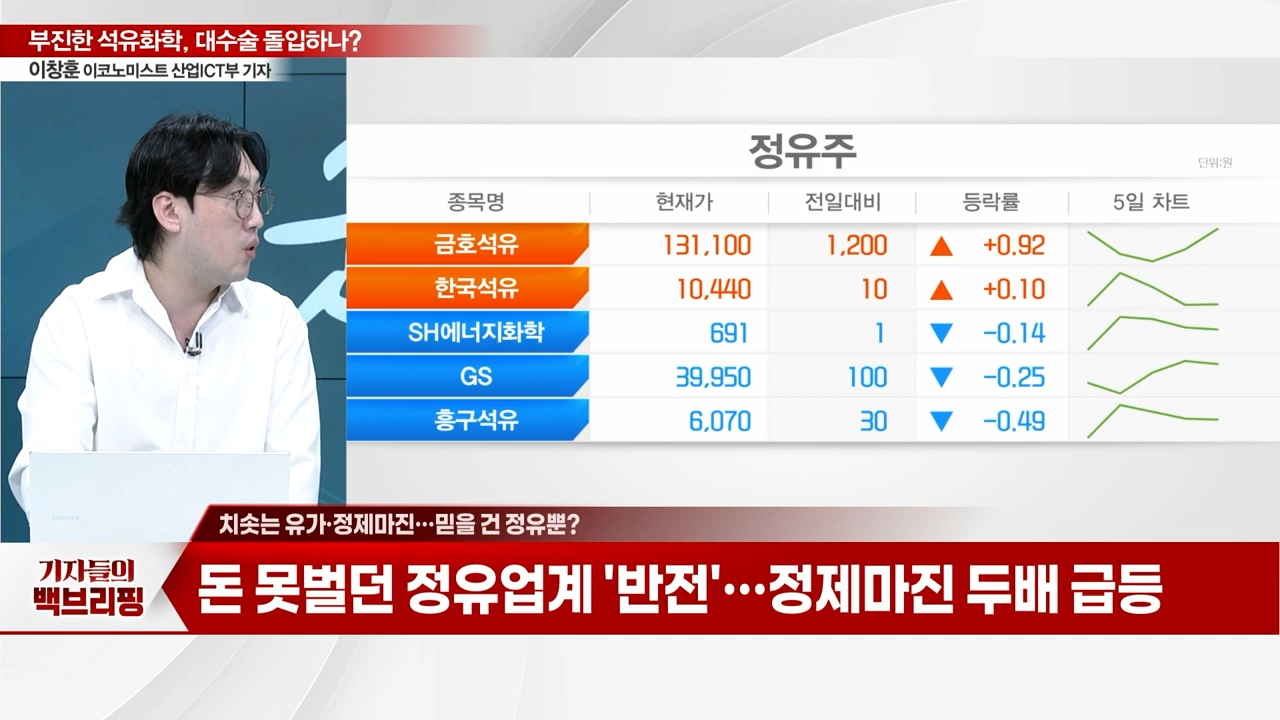 부진한 석유화학, 대수술 돌입하나?
이창훈 이코노미스트 산업ICT부 기자
정유주
단위:원
종목명 현재가 전일대비 등락률 5일 차트
금호석유 131,100 1,200 ▲ +0.92
한국석유 10,440 10 ▲ +0.10
SH에너지화학 691 1 ▼ -0.14
GS 39,950 100 ▼ -0.25
흥구석유 6,070 30 ▼ -0.49
치솟는 유가·정제마진…믿을 건 정유뿐?
기자들의
백브리핑
돈 못벌던 정유업계 '반전'…정제마진 두배 급등